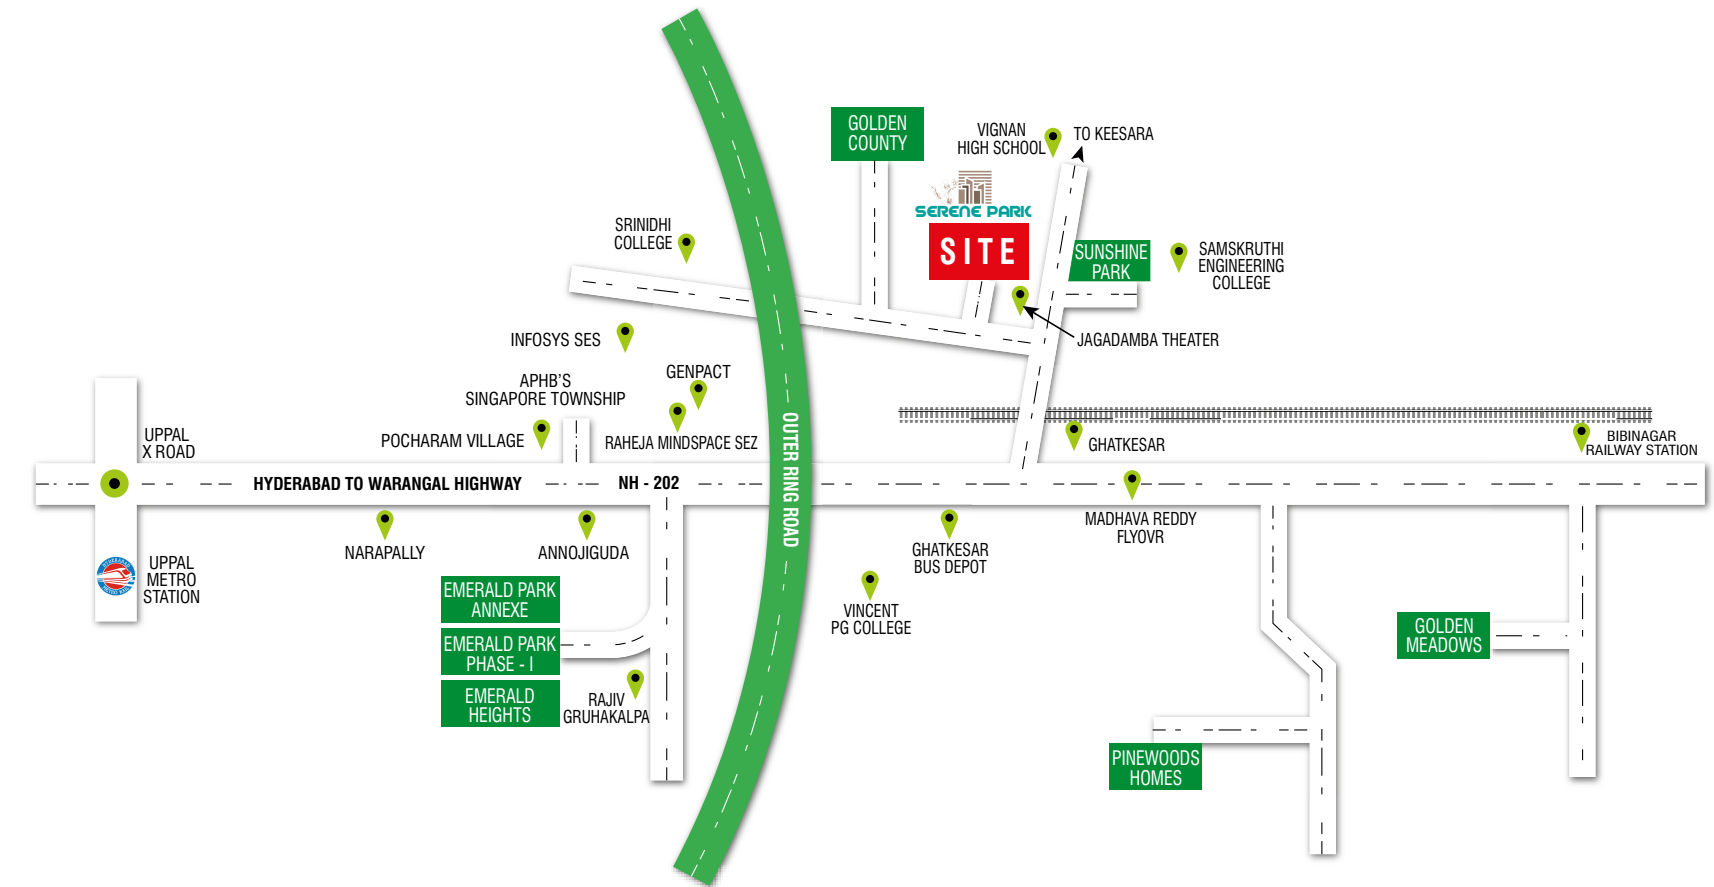 GOLDEN
COUNTY
VIGNAN
HIGH SCHOOL
TO KEESARA
SERENE PARK
SITE
SRINIDHI
COLLEGE
SUNSHINE
PARK
SAMSKRUTHI
ENGINEERING
COLLEGE
INFOSYS SES
JAGADAMBA THEATER
GENPACT
APHB'S
SINGAPORE TOWNSHIP
POCHARAM VILLAGE
RAHEJA MINDSPACE SEZ
UPPAL
X ROAD
GHATKESAR
BIBINAGAR
RAILWAY STATION
OUTER RING ROAD
HYDERABAD TO WARANGAL HIGHWAY
NH - 202
NARAPALLY
ANNOJIGUDA
GHATKESAR
BUS DEPOT
MADHAVA REDDY
FLYOVR
HYDERABAD
METRO RAIL
UPPAL
METRO
STATION
EMERALD PARK
ANNEXE
EMERALD PARK
PHASE - I
EMERALD
HEIGHTS
VINCENT
PG COLLEGE
RAJIV
GRUHAKALPA
GOLDEN
MEADOWS
PINEWOODS
HOMES